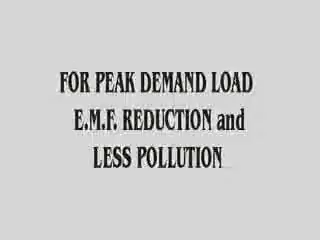 FOR PEAK DEMAND LOAD
E.M.F. REDUCTION and
LESS POLLUTION